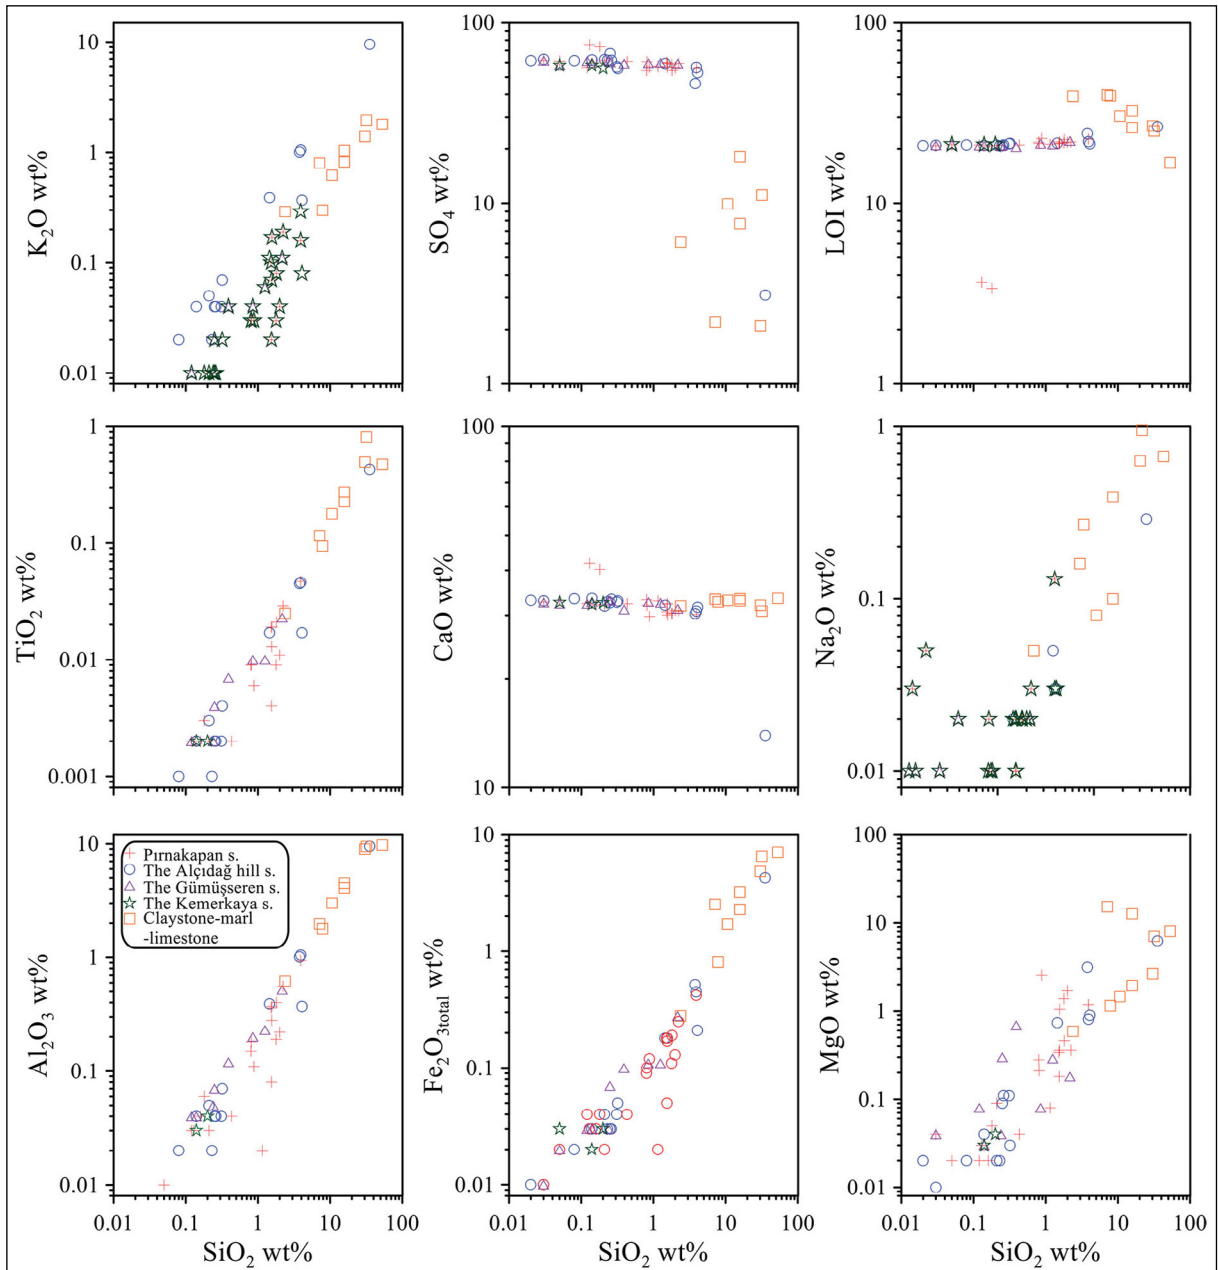 10
1
0.1
0.01
K₂O wt%
100
10
1
SO₄ wt%
100
10
1
LOI wt%
1
0.1
0.01
0.001
TiO₂ wt%
100
10
CaO wt%
1
0.1
0.01
Na₂O wt%
10
1
0.1
0.01
Al₂O₃ wt%
Pırnakapan s.
The Alçıdağ hill s.
The Gümüşseren s.
The Kemerkaya s.
Claystone-marl
-limestone
10
1
0.1
0.01
Fe₂O₃total wt%
100
10
1
0.1
0.01
MgO wt%
0.01 0.1 1 10 100
SiO₂ wt%
0.01 0.1 1 10 100
SiO₂ wt%
0.01 0.1 1 10 100
SiO₂ wt%